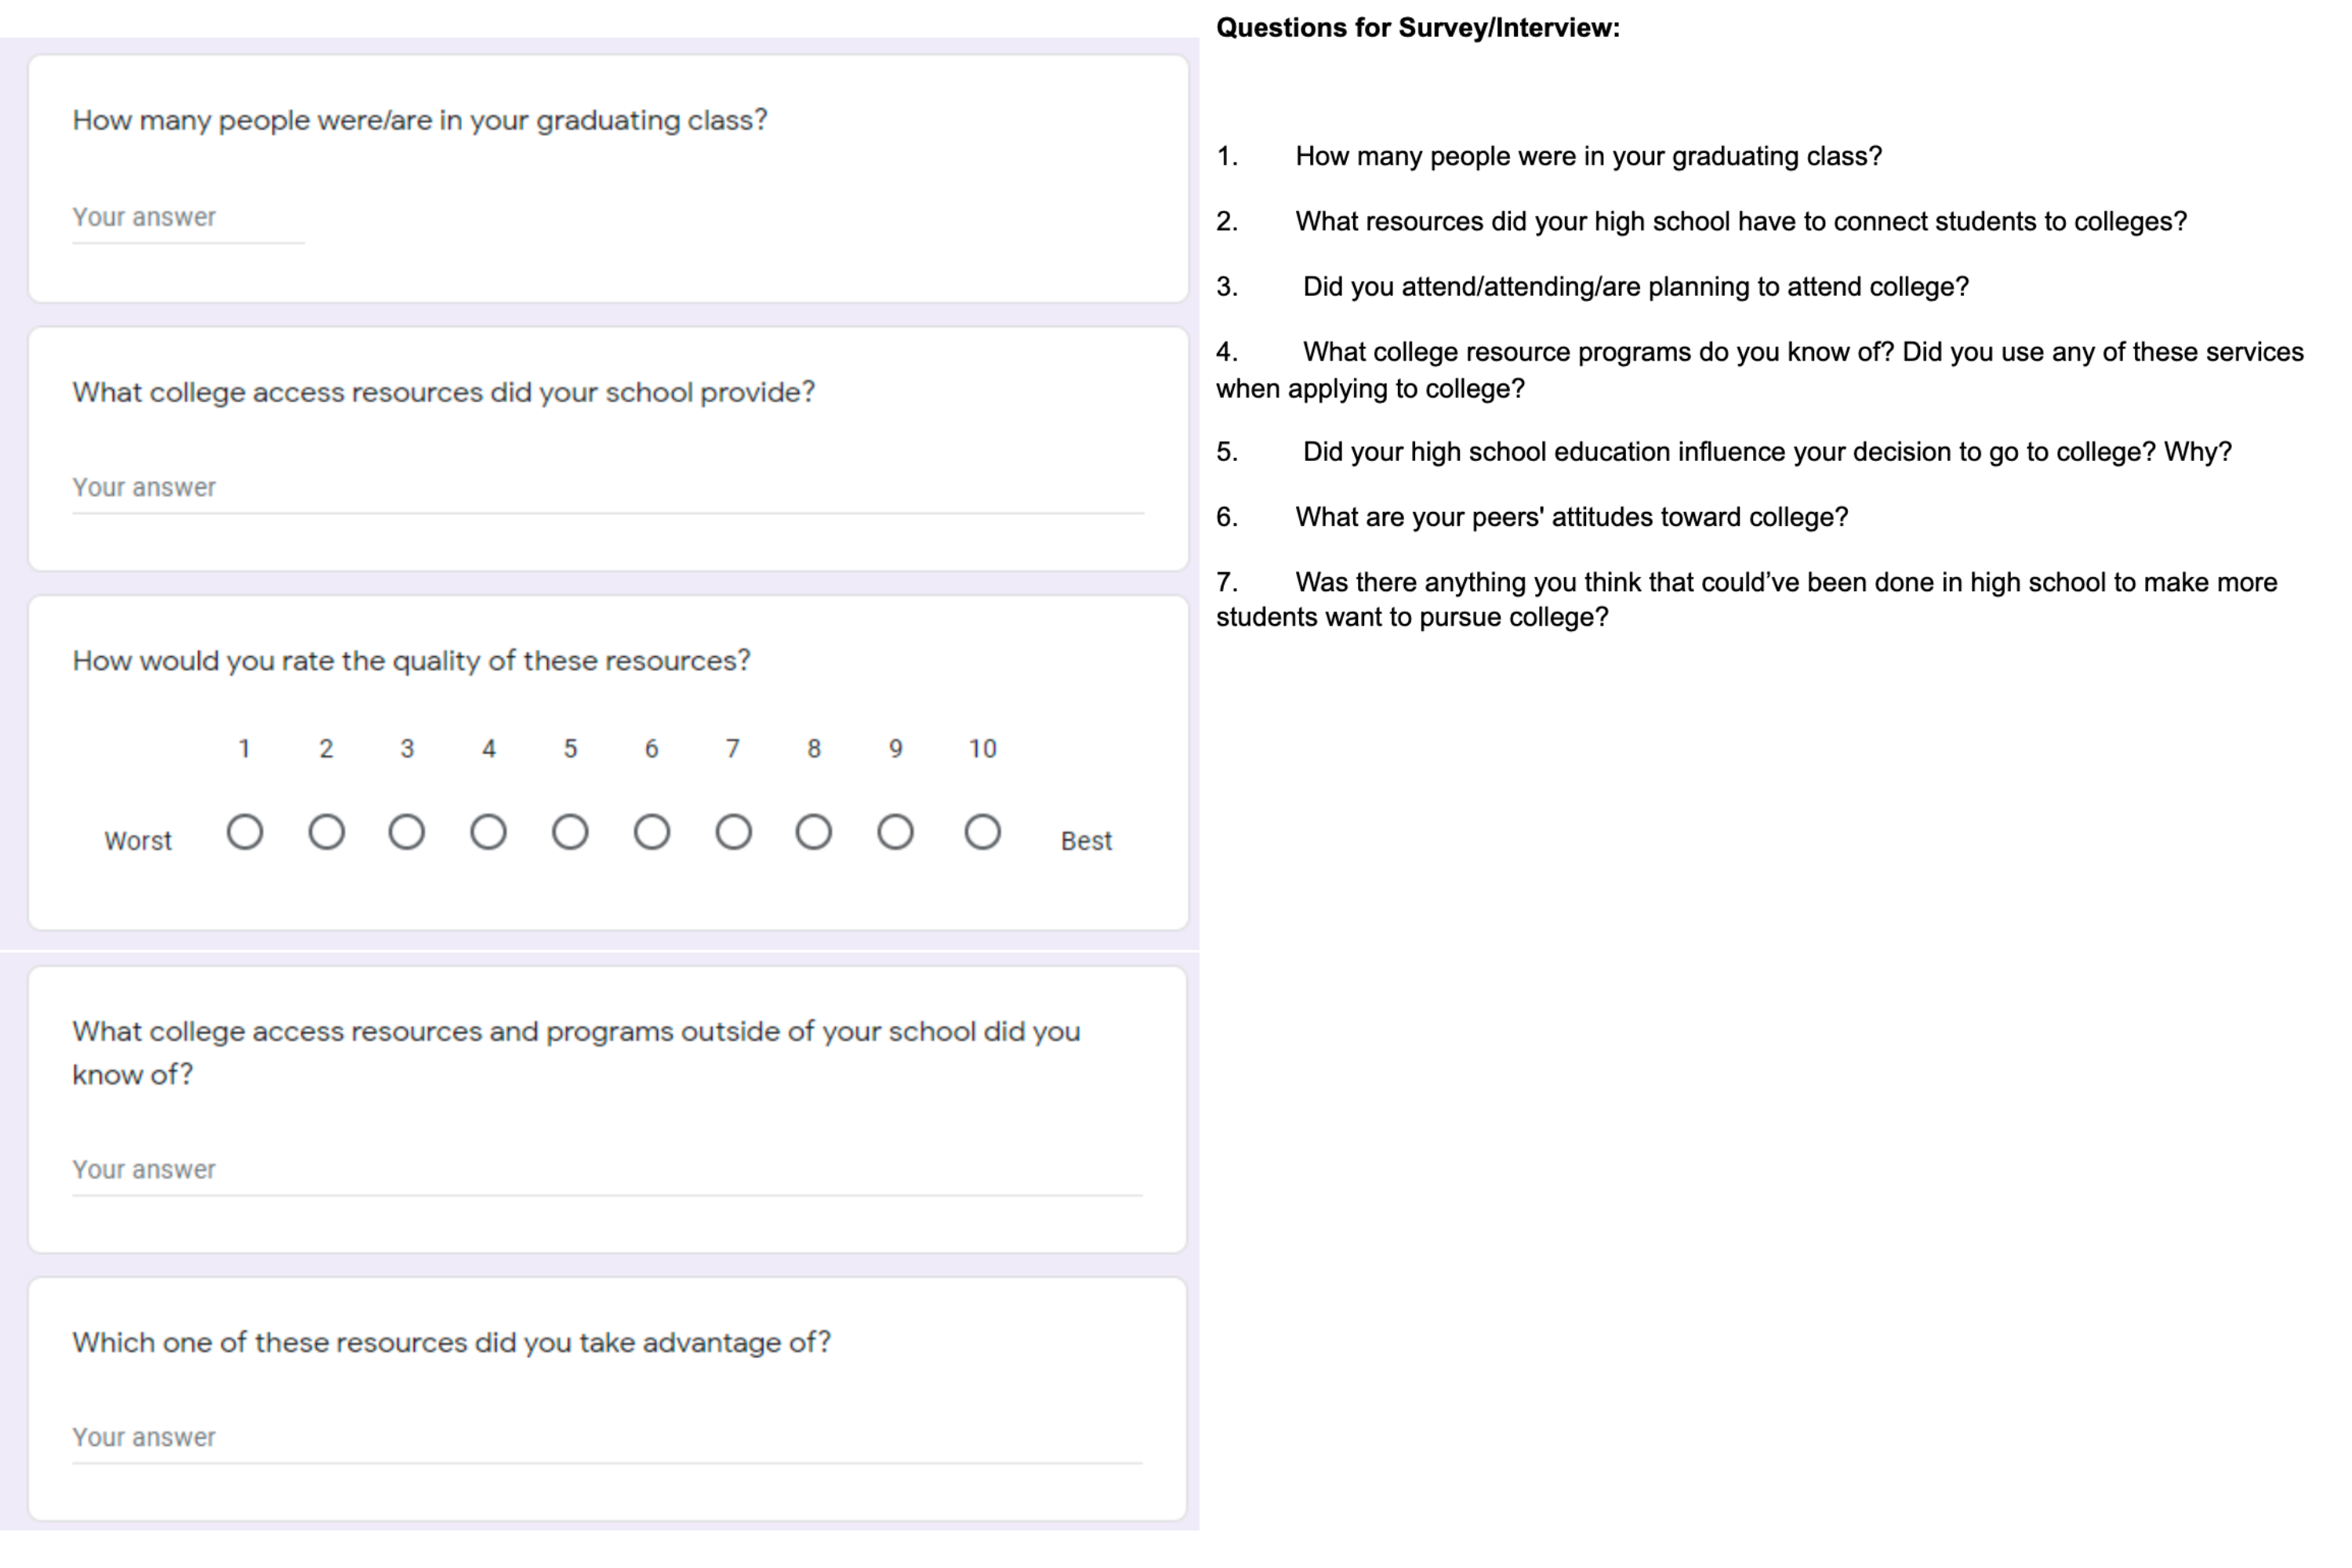 How many people were/are in your graduating class?
Your answer
What college access resources did your school provide?
Your answer
How would you rate the quality of these resources?
1 2 3 4 5 6 7 8 9 10
Worst Best
What college access resources and programs outside of your school did you
know of?
Your answer
Which one of these resources did you take advantage of?
Your answer
Questions for Survey/Interview:
1. How many people were in your graduating class?
2. What resources did your high school have to connect students to colleges?
3. Did you attend/attending/are planning to attend college?
4. What college resource programs do you know of? Did you use any of these services
when applying to college?
5. Did your high school education influence your decision to go to college? Why?
6. What are your peers' attitudes toward college?
7. Was there anything you think that could’ve been done in high school to make more
students want to pursue college?